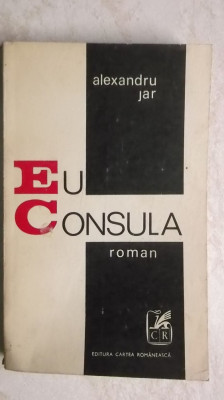 alexandru
jar
Eu
Consula
roman
CR
EDITURA CARTEA ROMÂNEASCĂ